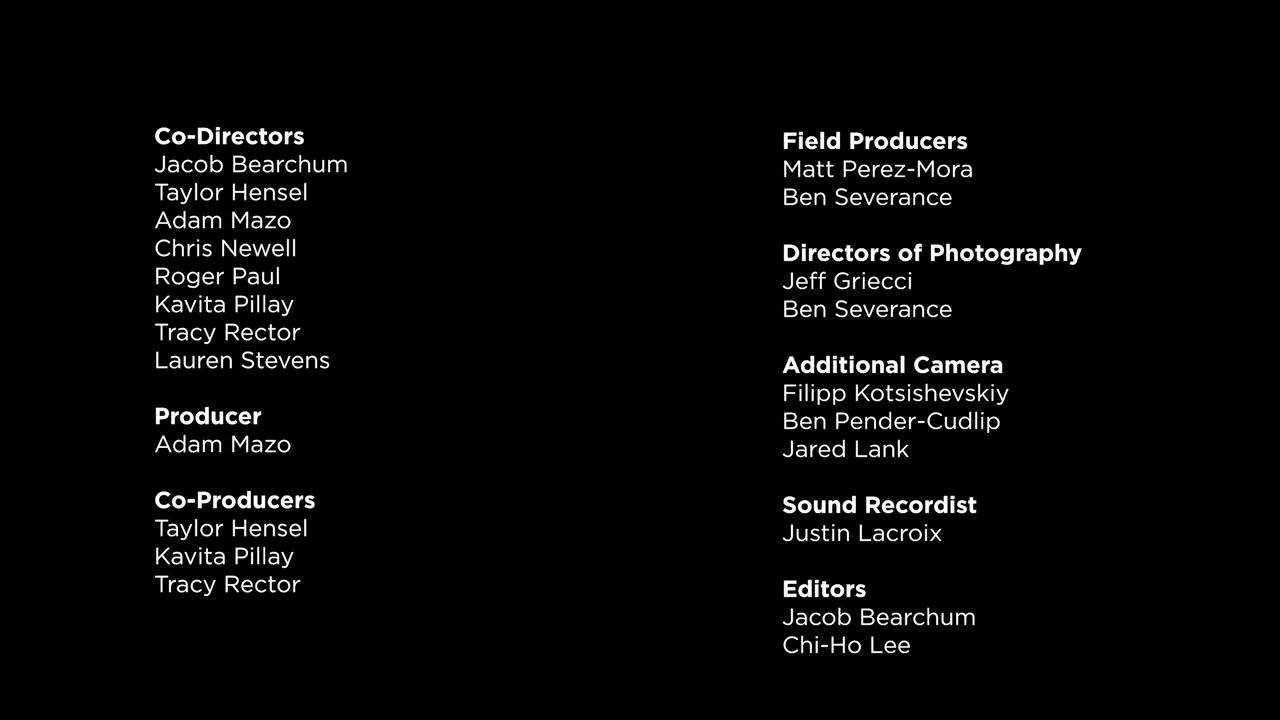 Co-Directors
Jacob Bearchum
Taylor Hensel
Adam Mazo
Chris Newell
Roger Paul
Kavita Pillay
Tracy Rector
Lauren Stevens
Producer
Adam Mazo
Co-Producers
Taylor Hensel
Kavita Pillay
Tracy Rector
Field Producers
Matt Perez-Mora
Ben Severance
Directors of Photography
Jeff Griecci
Ben Severance
Additional Camera
Filipp Kotsishevskiy
Ben Pender-Cudlip
Jared Lank
Sound Recordist
Justin Lacroix
Editors
Jacob Bearchum
Chi-Ho Lee